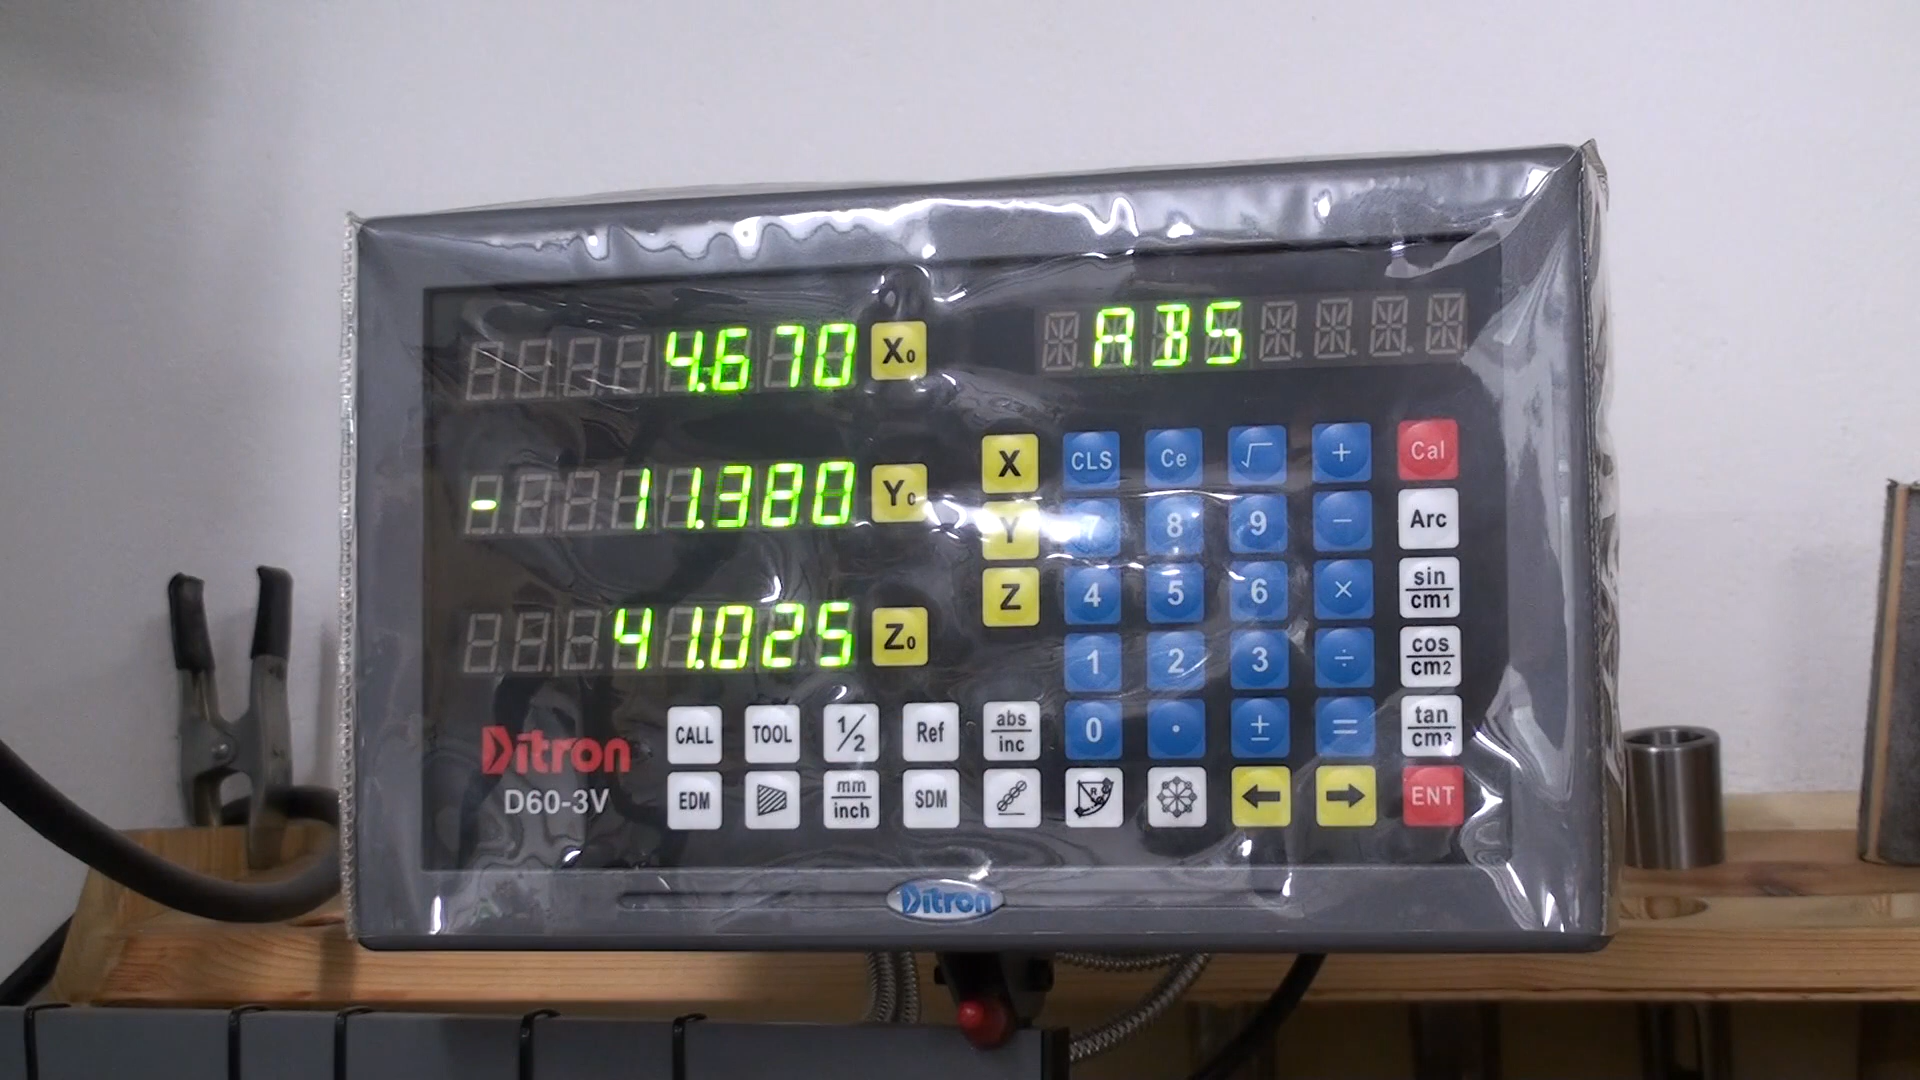 4.670 X0 ABS
-11.380 Y0
41.025 Z0
X CLS Ce √ + Cal
Y 7 8 9 − Arc
Z 4 5 6 × sin/cm1
1 2 3 ÷ cos/cm2
CALL TOOL 1/2 Ref abs/inc 0 · ± = tan/cm3
EDM mm/inch SDM R ← → ENT
Ditron
D60-3V
Ditron